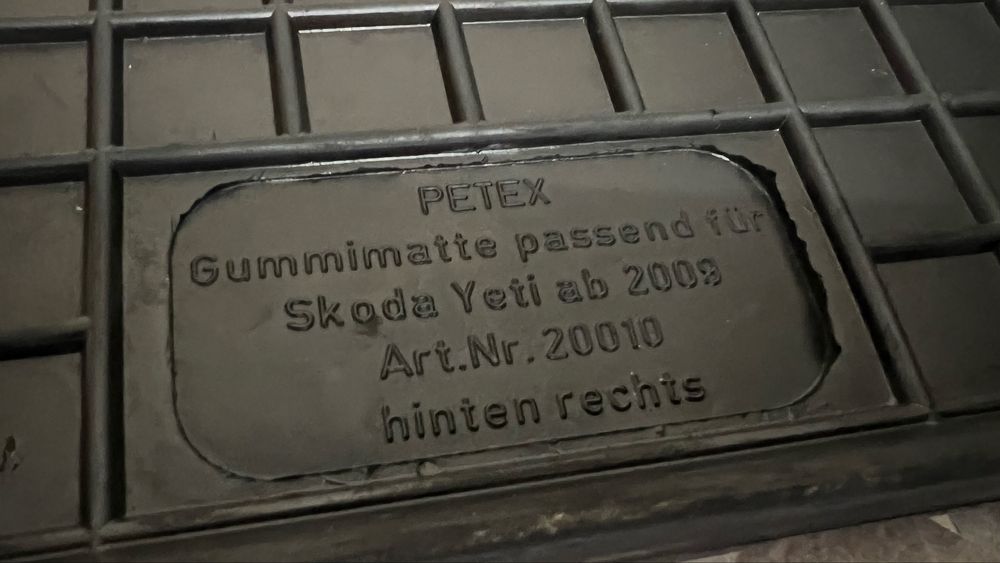 PETEX
Gummimatte passend für
Skoda Yeti ab 2009
Art.Nr. 20010
hinten rechts